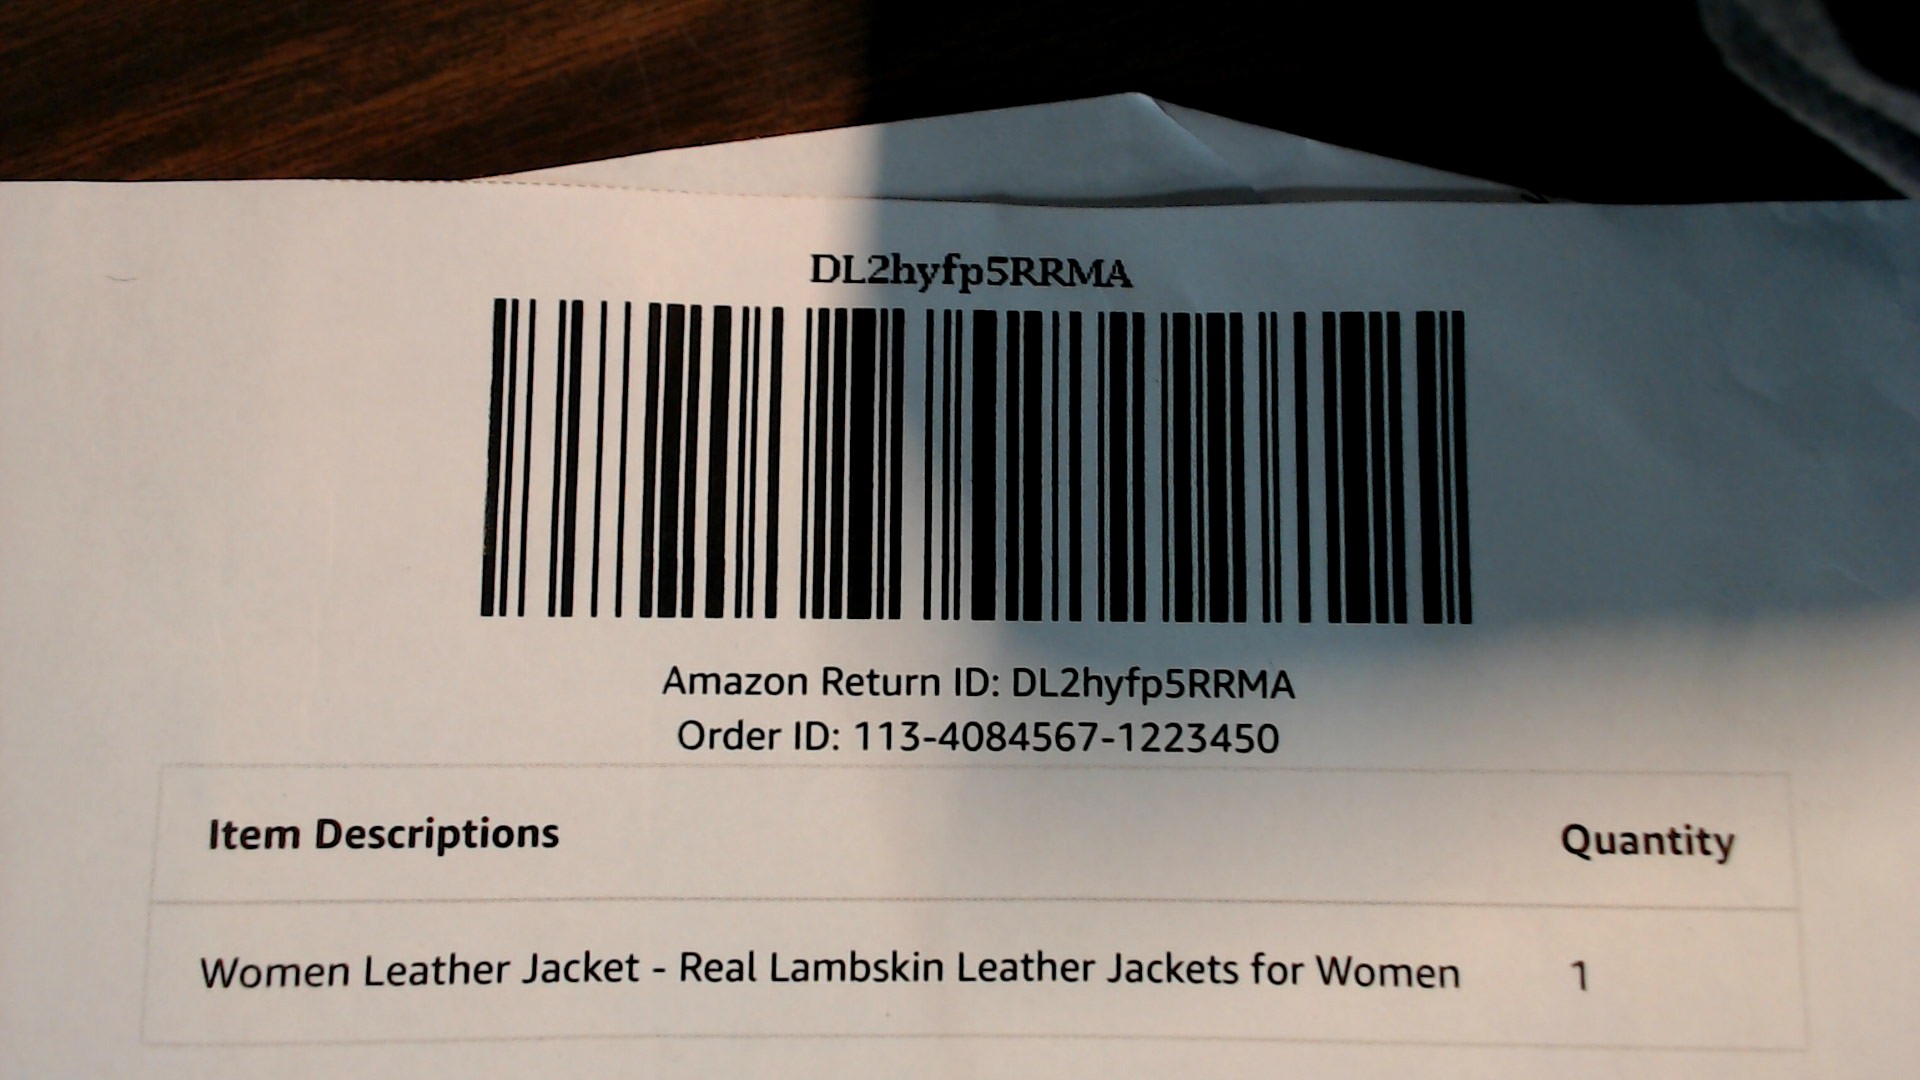 DL2hyfp5RRMA
Amazon Return ID: DL2hyfp5RRMA
Order ID: 113-4084567-1223450
Item Descriptions Quantity
Women Leather Jacket - Real Lambskin Leather Jackets for Women 1